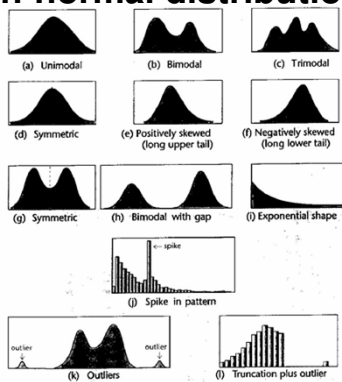 (a) Unimodal
(b) Bimodal
(c) Trimodal
(d) Symmetric
(e) Positively skewed
(long upper tail)
(f) Negatively skewed
(long lower tail)
(g) Symmetric
(h) Bimodal with gap
(i) Exponential shape
spike
(j) Spike in pattern
outlier
outlier
(k) Outliers
(l) Truncation plus outlier